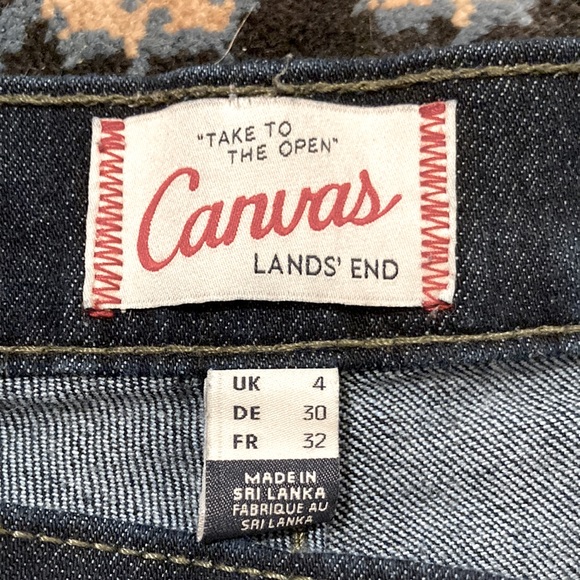 "TAKE TO
THE OPEN"
Canvas
LANDS' END
UK 4
DE 30
FR 32
MADE IN
SRI LANKA
FABRIQUE AU
SRI LANKA